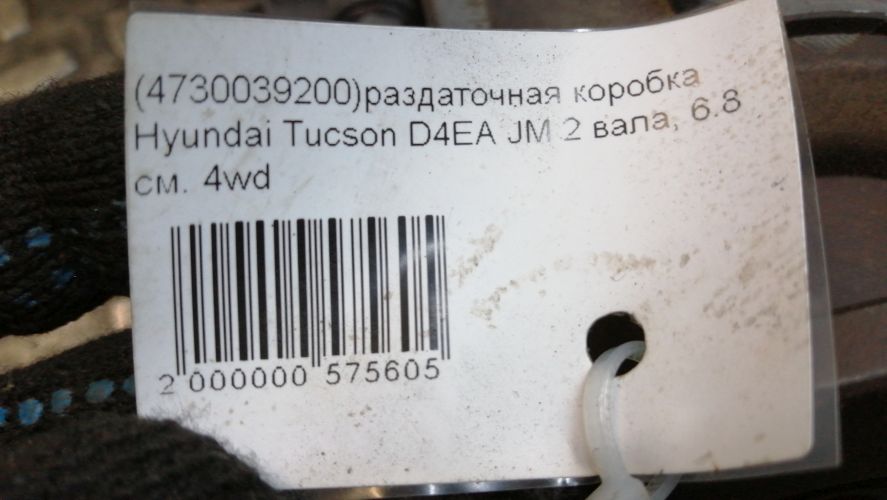 (4730039200)раздаточная коробка
Hyundai Tucson D4EA JM 2 вала, 6.8
см. 4wd
2 000000 575605